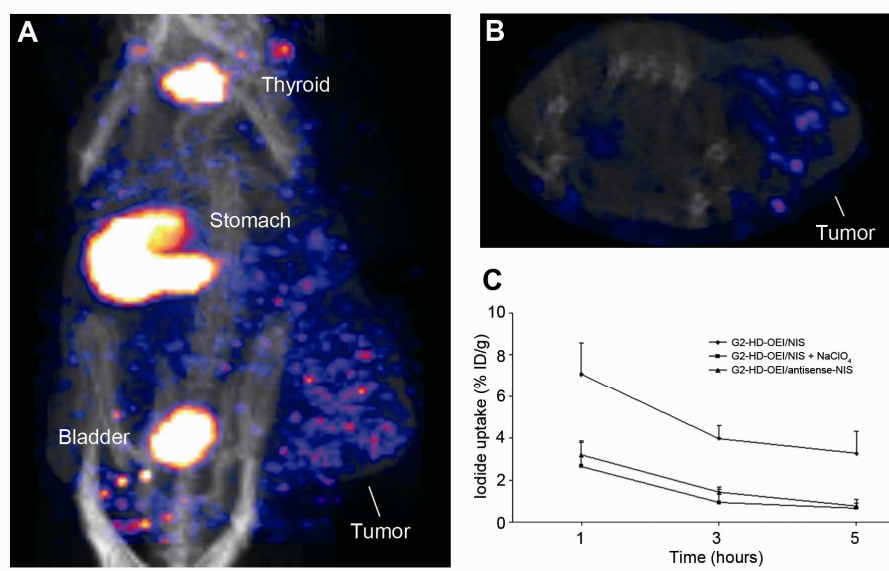 A
Thyroid
Stomach
Bladder
Tumor
B
Tumor
C
10
8
6
4
2
0
Iodide uptake (% ID/g)
G2-HD-OEI/NIS
G2-HD-OEI/NIS + NaClO₄
G2-HD-OEI/antisense-NIS
1 3 5
Time (hours)